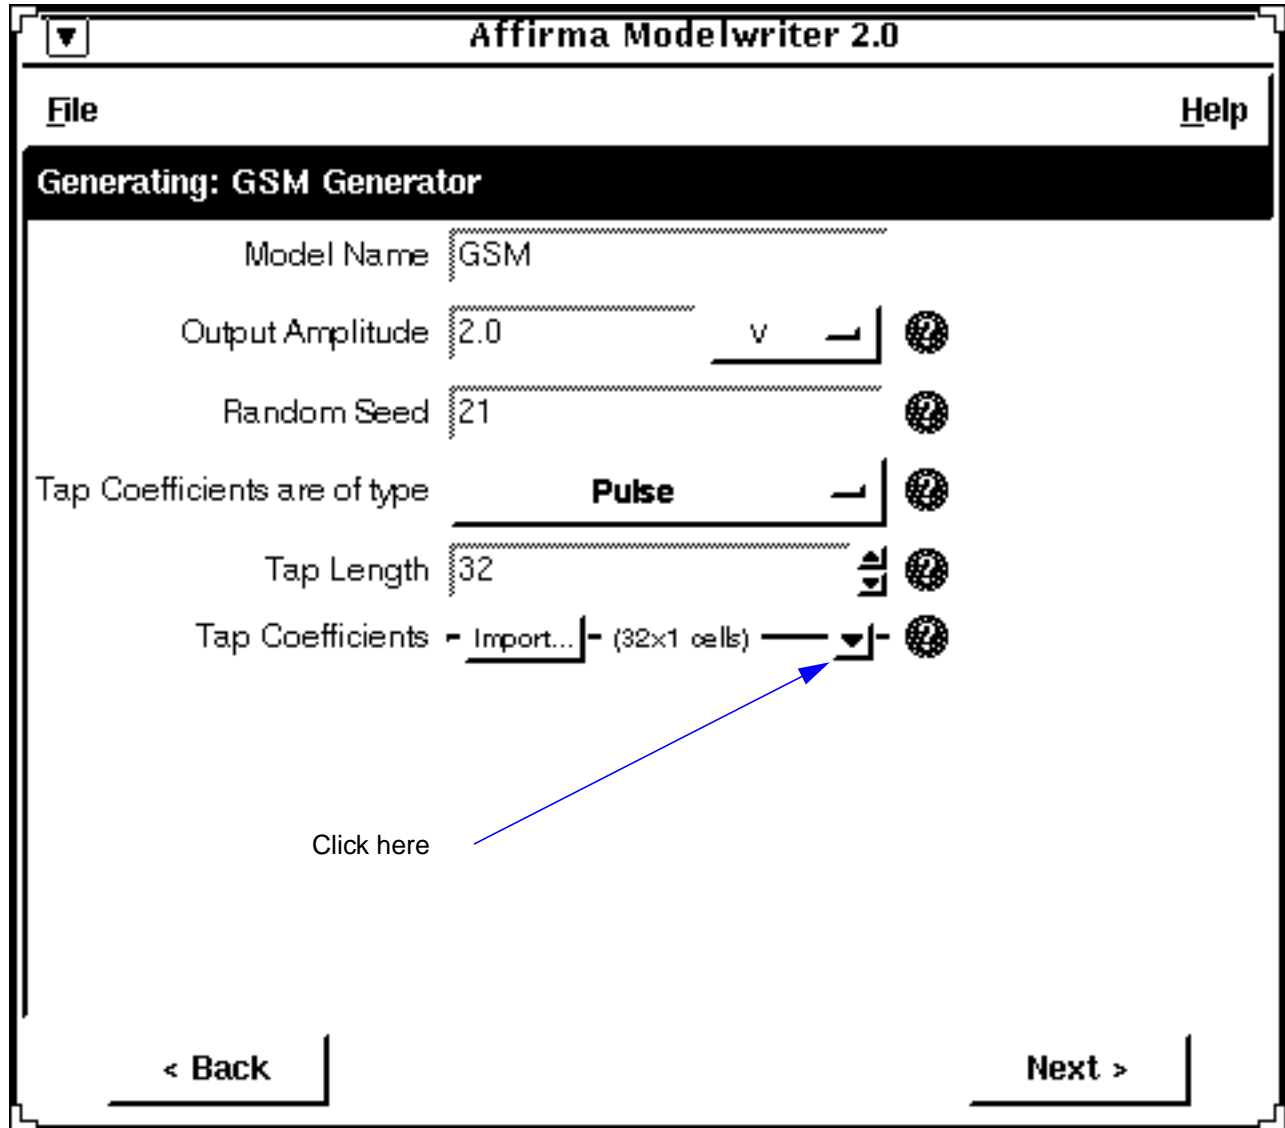 Affirma Modelwriter 2.0
File Help
Generating: GSM Generator
Model Name GSM
Output Amplitude 2.0 V
Random Seed 21
Tap Coefficients are of type Pulse
Tap Length 32
Tap Coefficients Import... (32x1 cells)
Click here
< Back Next >